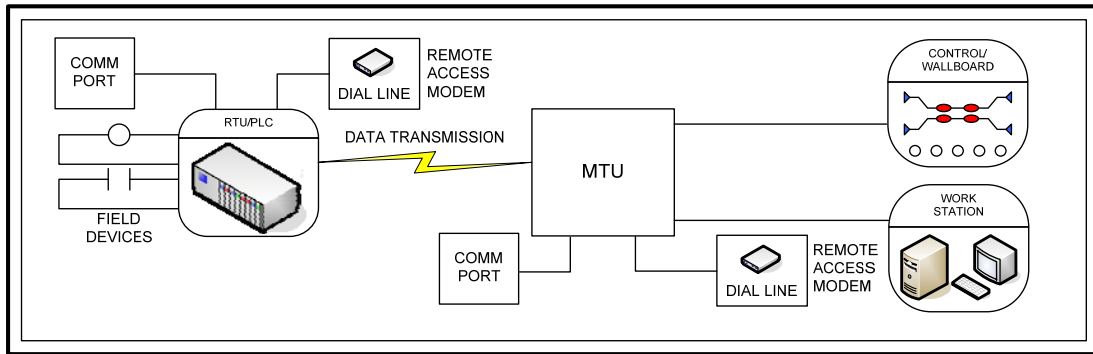 COMM
PORT
DIAL LINE
REMOTE
ACCESS
MODEM
RTU/PLC
FIELD
DEVICES
DATA TRANSMISSION
MTU
CONTROL/
WALLBOARD
COMM
PORT
DIAL LINE
REMOTE
ACCESS
MODEM
WORK
STATION